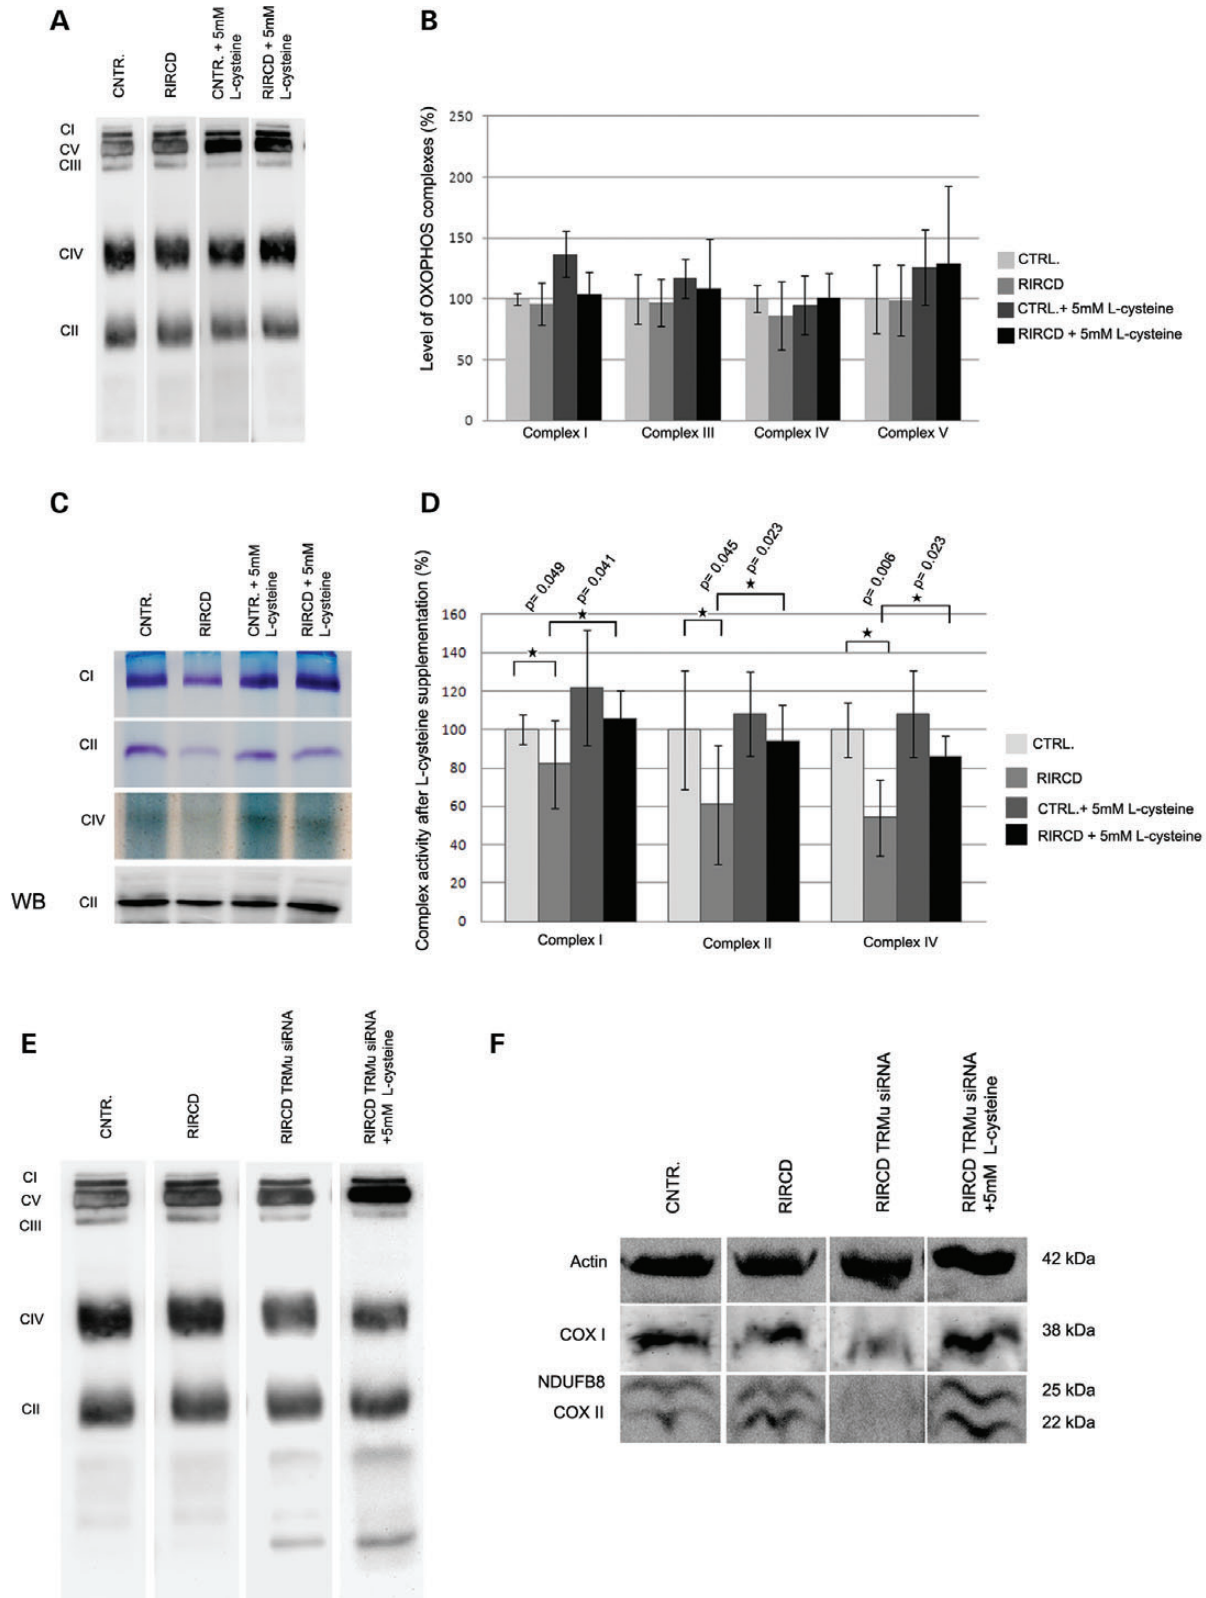 A
CNTR.
RIRCD
CNTR. + 5mM
L-cysteine
RIRCD + 5mM
L-cysteine
CI
CV
CIII
CIV
CII
B
Level of OXOPHOS complexes (%)
250
200
150
100
50
0
Complex I
Complex III
Complex IV
Complex V
CTRL.
RIRCD
CTRL.+ 5mM L-cysteine
RIRCD + 5mM L-cysteine
C
CNTR.
RIRCD
CNTR. + 5mM
L-cysteine
RIRCD + 5mM
L-cysteine
CI
CII
CIV
WB
CII
D
Complex activity after L-cysteine supplementation (%)
p= 0.049
p= 0.041
p= 0.045
p= 0.023
p= 0.006
p= 0.023
160
140
120
100
80
60
40
20
0
Complex I
Complex II
Complex IV
CTRL.
RIRCD
CTRL.+ 5mM L-cysteine
RIRCD + 5mM L-cysteine
E
CNTR.
RIRCD
RIRCD TRMu siRNA
RIRCD TRMu siRNA
+5mM L-cysteine
CI
CV
CIII
CIV
CII
F
CNTR.
RIRCD
RIRCD TRMu siRNA
RIRCD TRMu siRNA
+5mM L-cysteine
Actin
42 kDa
COX I
38 kDa
NDUFB8
25 kDa
COX II
22 kDa